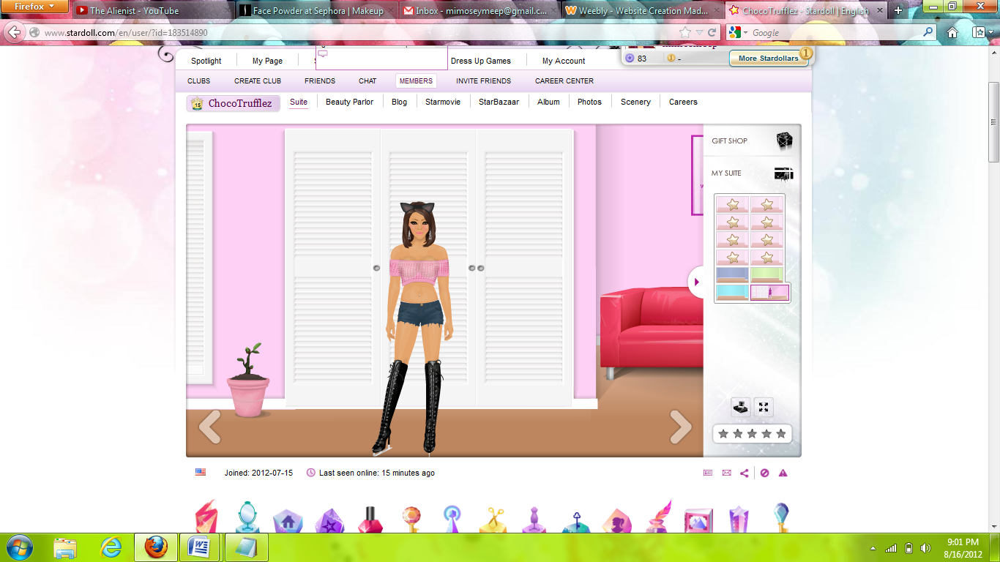 Firefox
The Alienist - YouTube
Face Powder at Sephora | Makeup
Inbox - mimoseymeep@gmail.c...
Weebly - Website Creation Mad...
ChocoTrufflez - Stardoll | English
www.stardoll.com/en/user/?id=183514890
Google
Spotlight My Page Dress Up Games My Account
83 - More Stardollars 1
CLUBS CREATE CLUB FRIENDS CHAT MEMBERS INVITE FRIENDS CAREER CENTER
15 ChocoTrufflez Suite Beauty Parlor Blog Starmovie StarBazaar Album Photos Scenery Careers
GIFT SHOP
MY SUITE
Joined: 2012-07-15 Last seen online: 15 minutes ago
9:01 PM
8/16/2012